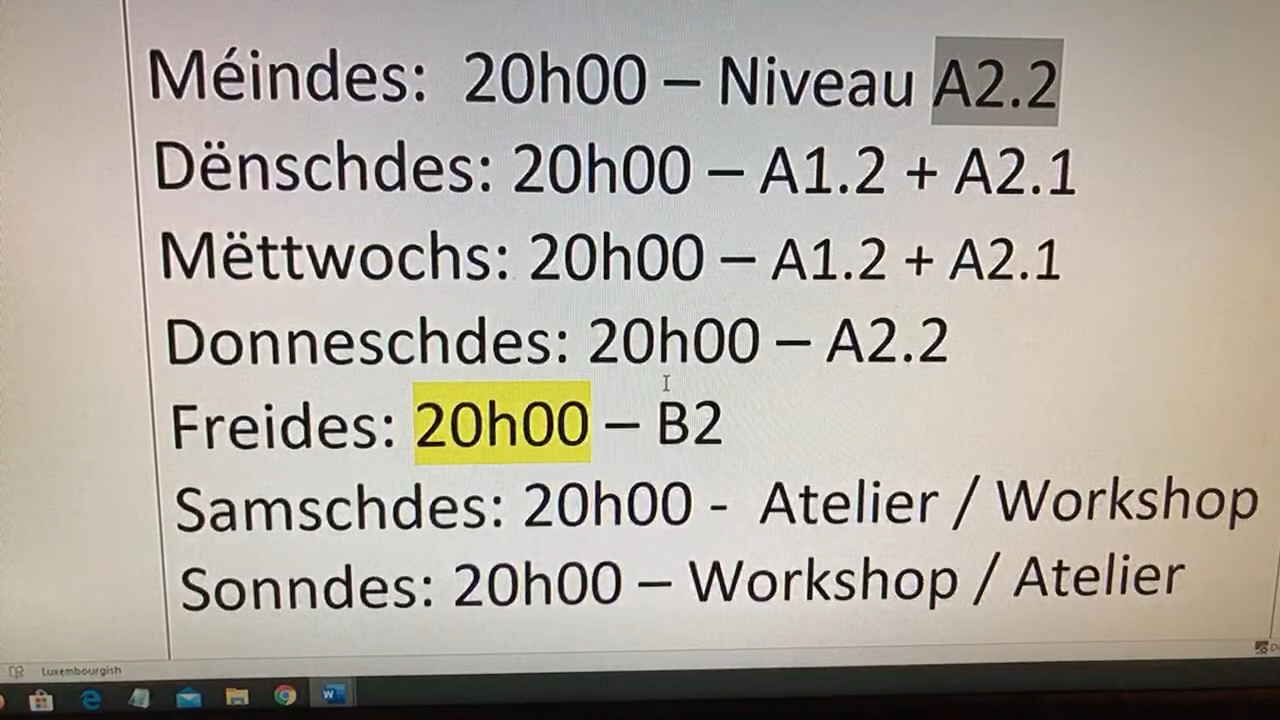 Méindes: 20h00 – Niveau A2.2
Dënschdes: 20h00 – A1.2 + A2.1
Mëttwochs: 20h00 – A1.2 + A2.1
Donneschdes: 20h00 – A2.2
Freides: 20h00 – B2
Samschdes: 20h00 - Atelier / Workshop
Sonndes: 20h00 – Workshop / Atelier
Luxembourgish